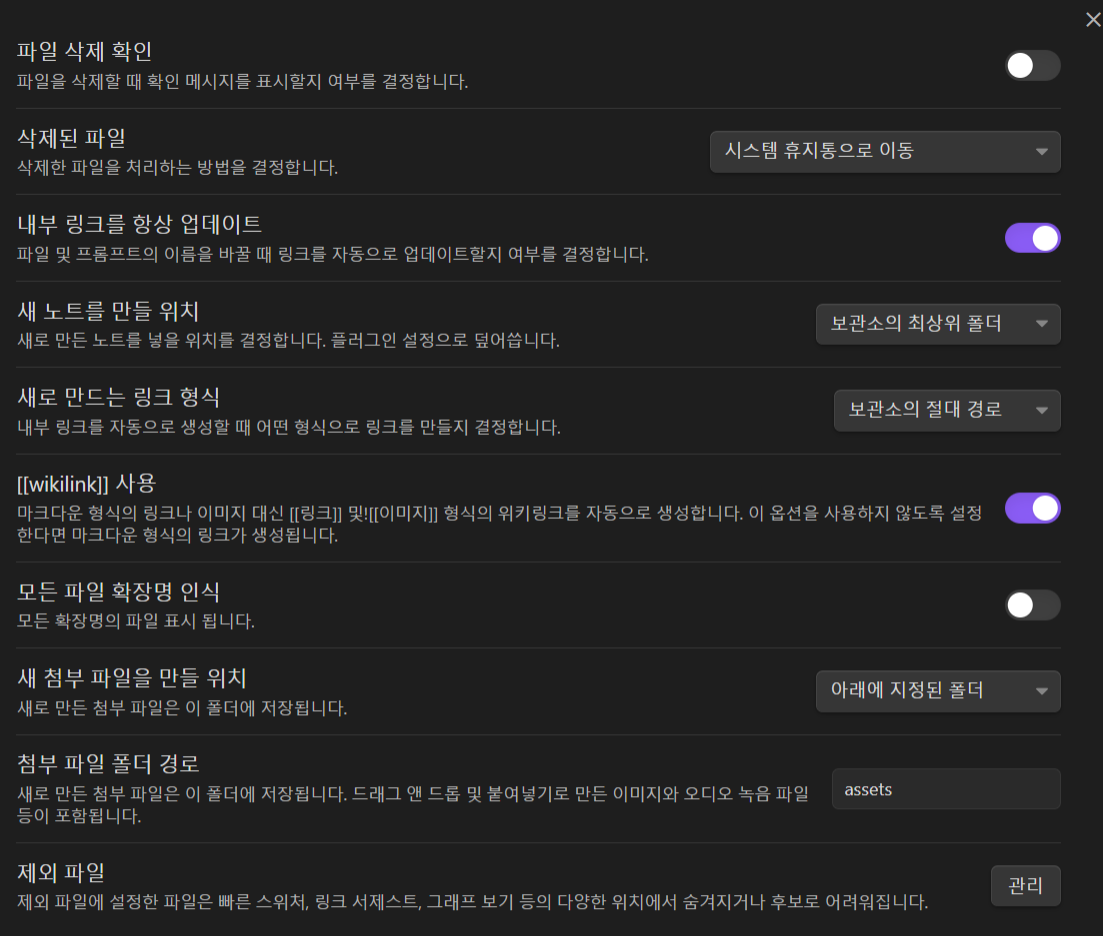 파일 삭제 확인
파일을 삭제할 때 확인 메시지를 표시할지 여부를 결정합니다.
삭제된 파일
삭제한 파일을 처리하는 방법을 결정합니다.
시스템 휴지통으로 이동
내부 링크를 항상 업데이트
파일 및 프롬프트의 이름을 바꿀 때 링크를 자동으로 업데이트할지 여부를 결정합니다.
새 노트를 만들 위치
새로 만든 노트를 넣을 위치를 결정합니다. 플러그인 설정으로 덮어씁니다.
보관소의 최상위 폴더
새로 만드는 링크 형식
내부 링크를 자동으로 생성할 때 어떤 형식으로 링크를 만들지 결정합니다.
보관소의 절대 경로
[[wikilink]] 사용
마크다운 형식의 링크나 이미지 대신 [[링크]] 및![[이미지]] 형식의 위키링크를 자동으로 생성합니다. 이 옵션을 사용하지 않도록 설정
한다면 마크다운 형식의 링크가 생성됩니다.
모든 파일 확장명 인식
모든 확장명의 파일 표시 됩니다.
새 첨부 파일을 만들 위치
새로 만든 첨부 파일은 이 폴더에 저장됩니다.
아래에 지정된 폴더
첨부 파일 폴더 경로
새로 만든 첨부 파일은 이 폴더에 저장됩니다. 드래그 앤 드롭 및 붙여넣기로 만든 이미지와 오디오 녹음 파일
등이 포함됩니다.
assets
제외 파일
제외 파일에 설정한 파일은 빠른 스위처, 링크 서제스트, 그래프 보기 등의 다양한 위치에서 숨겨지거나 후보로 어려워집니다.
관리